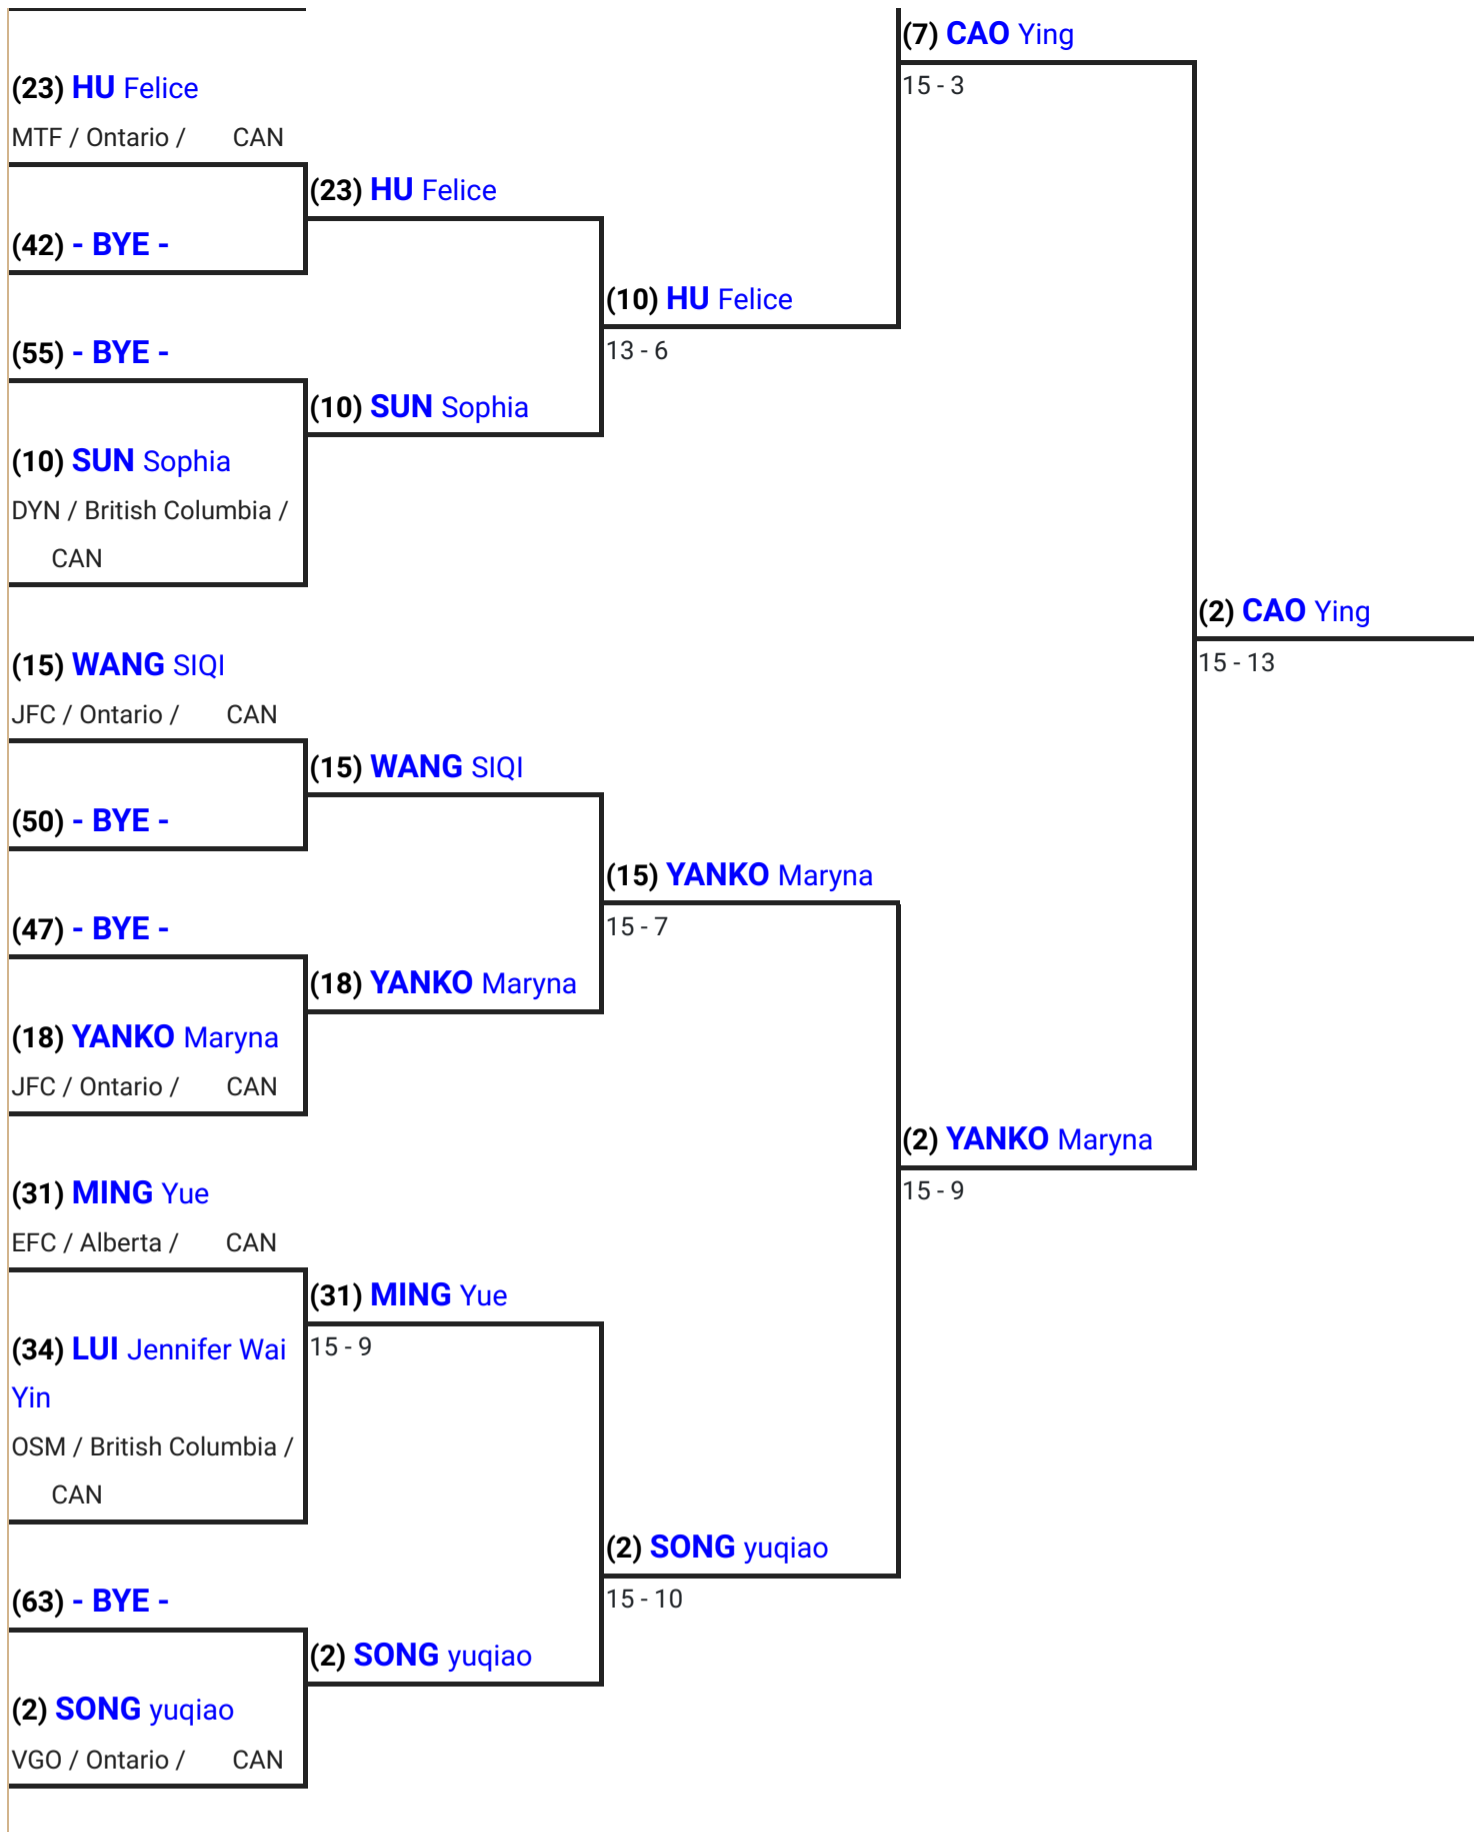 (7) CAO Ying
15 - 3
(23) HU Felice
MTF / Ontario / CAN
(23) HU Felice
(42) - BYE -
(10) HU Felice
13 - 6
(55) - BYE -
(10) SUN Sophia
(10) SUN Sophia
DYN / British Columbia /
CAN
(2) CAO Ying
15 - 13
(15) WANG SIQI
JFC / Ontario / CAN
(15) WANG SIQI
(50) - BYE -
(15) YANKO Maryna
15 - 7
(47) - BYE -
(18) YANKO Maryna
(18) YANKO Maryna
JFC / Ontario / CAN
(2) YANKO Maryna
15 - 9
(31) MING Yue
EFC / Alberta / CAN
(31) MING Yue
15 - 9
(34) LUI Jennifer Wai
Yin
OSM / British Columbia /
CAN
(2) SONG yuqiao
15 - 10
(63) - BYE -
(2) SONG yuqiao
(2) SONG yuqiao
VGO / Ontario / CAN